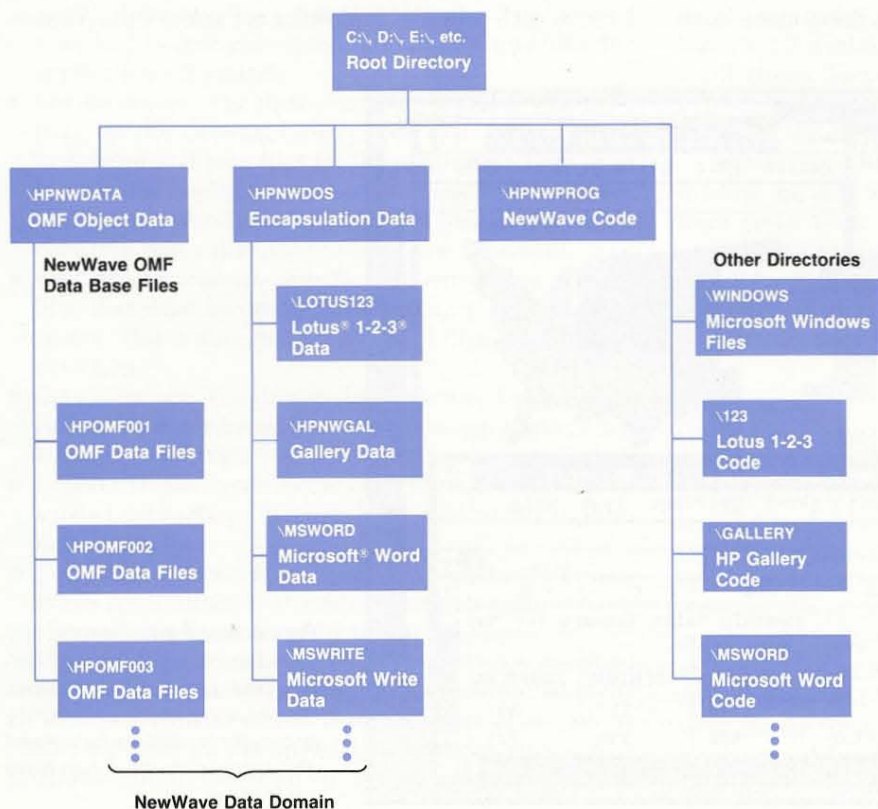 C:\, D:\, E:\, etc.
Root Directory
\HPNWDATA
OMF Object Data
\HPNWDOS
Encapsulation Data
\HPNWPROG
NewWave Code
NewWave OMF
Data Base Files
\HPOMF001
OMF Data Files
\HPOMF002
OMF Data Files
\HPOMF003
OMF Data Files
\LOTUS123
Lotus® 1-2-3®
Data
\HPNWGAL
Gallery Data
\MSWORD
Microsoft® Word
Data
\MSWRITE
Microsoft Write
Data
NewWave Data Domain
Other Directories
\WINDOWS
Microsoft Windows
Files
\123
Lotus 1-2-3
Code
\GALLERY
HP Gallery
Code
\MSWORD
Microsoft Word
Code